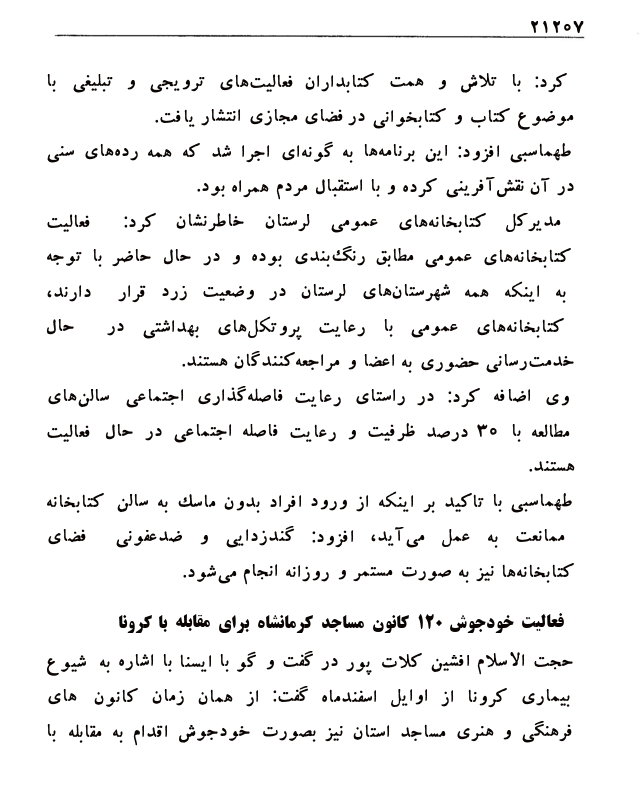 ۲۱۲۰۷
کرد: با تلاش و همت کتابداران فعالیت‌های ترویجی و تبلیغی با
موضوع کتاب و کتابخوانی در فضای مجازی انتشار یافت.
طهماسبی افزود: این برنامه‌ها به گونه‌ای اجرا شد که همه رده‌های سنی
در آن نقش‌آفرینی کرده و با استقبال مردم همراه بود.
مدیرکل کتابخانه‌های عمومی لرستان خاطرنشان کرد: فعالیت
کتابخانه‌های عمومی مطابق رنگ‌بندی بوده و در حال حاضر با توجه
به اینکه همه شهرستان‌های لرستان در وضعیت زرد قرار دارند،
کتابخانه‌های عمومی با رعایت پروتکل‌های بهداشتی در حال
خدمت‌رسانی حضوری به اعضا و مراجعه‌کنندگان هستند.
وی اضافه کرد: در راستای رعایت فاصله‌گذاری اجتماعی سالن‌های
مطالعه با ۳۰ درصد ظرفیت و رعایت فاصله اجتماعی در حال فعالیت
هستند.
طهماسبی با تاکید بر اینکه از ورود افراد بدون ماسک به سالن کتابخانه
ممانعت به عمل می‌آید، افزود: گندزدایی و ضدعفونی فضای
کتابخانه‌ها نیز به صورت مستمر و روزانه انجام می‌شود.
فعالیت خودجوش ۱۲۰ کانون مساجد کرمانشاه برای مقابله با کرونا
حجت الاسلام افشین کلات پور در گفت و گو با ایسنا با اشاره به شیوع
بیماری کرونا از اوایل اسفندماه گفت: از همان زمان کانون های
فرهنگی و هنری مساجد استان نیز بصورت خودجوش اقدام به مقابله با